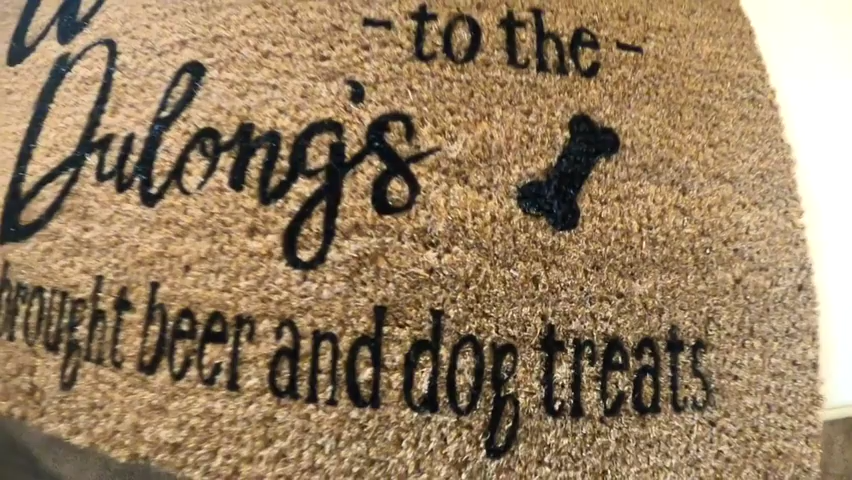 - to the -
Dulong's
brought beer and dog treats